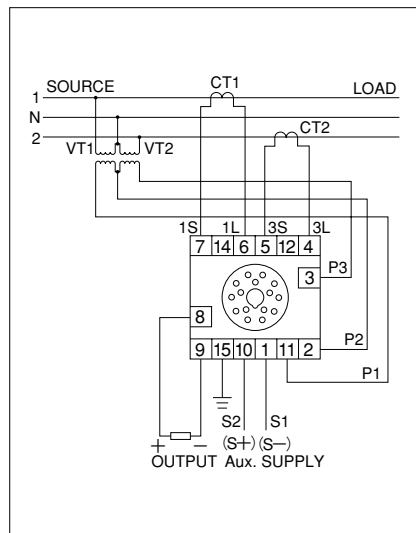 CT1
1 SOURCE LOAD
N
CT2
2
VT1 VT2
1S 1L 3S 3L
7 14 6 5 12 4
3 P3
8
P2
9 15 10 1 11 2
P1
S2 S1
+ − (S+) (S−)
OUTPUT Aux. SUPPLY